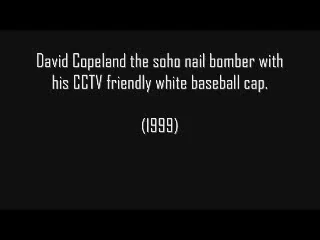 David Copeland the soho nail bomber with
his CCTV friendly white baseball cap.
(1999)